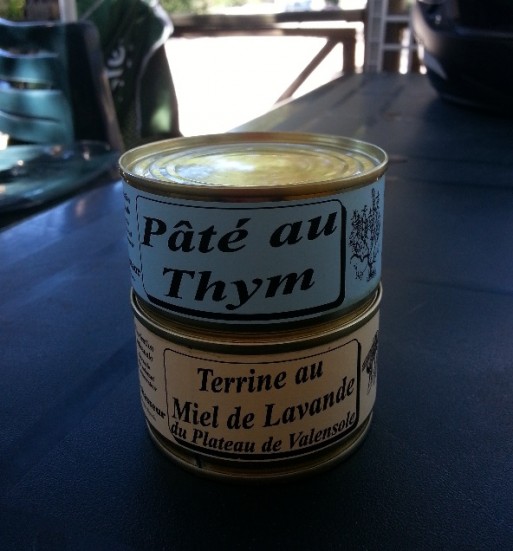 Pâté au
Thym
Terrine au
Miel de Lavande
du Plateau de Valensole